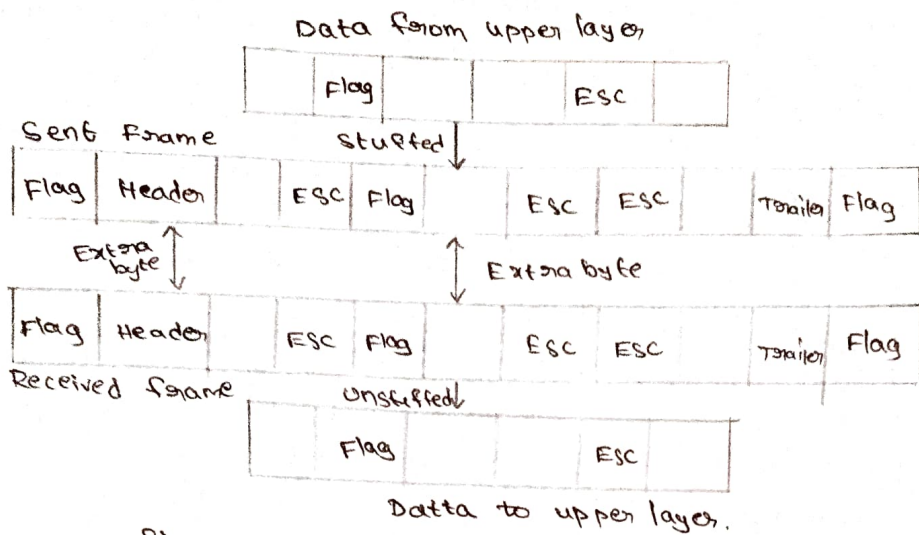 Data from upper layer
Flag ESC
Sent Frame
Stuffed
Flag Header ESC Flag ESC ESC Trailer Flag
Extra byte
Extra byte
Flag Header ESC Flag ESC ESC Trailer Flag
Received frame
Unstuffed
Flag ESC
Datta to upper layer.